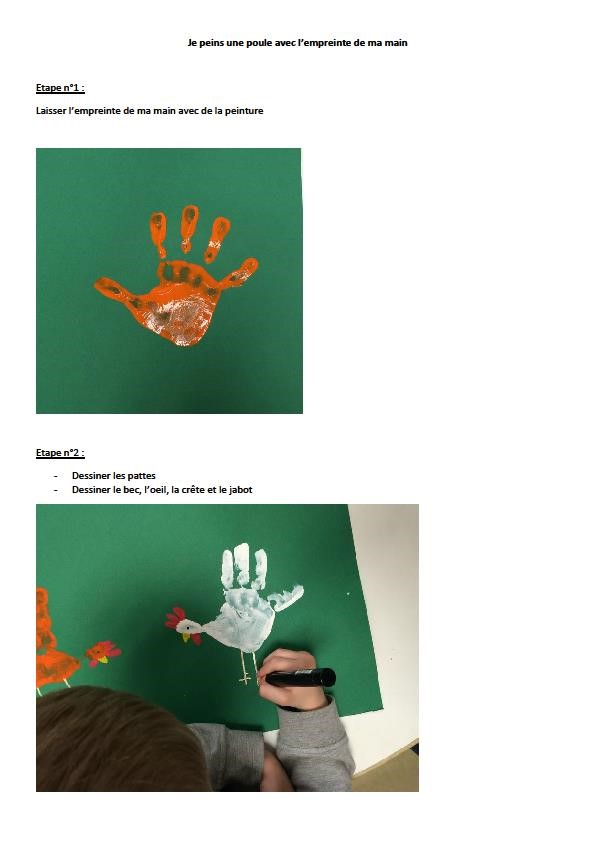 Je peins une poule avec l’empreinte de ma main
Etape n°1 :
Laisser l’empreinte de ma main avec de la peinture
Etape n°2 :
- Dessiner les pattes
- Dessiner le bec, l’oeil, la crête et le jabot